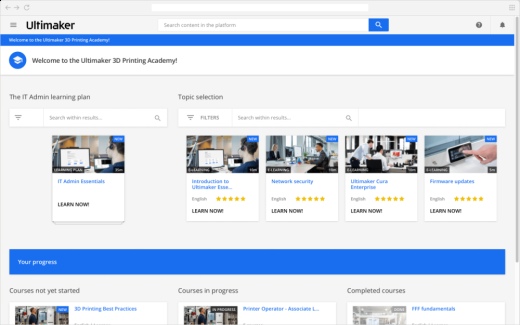 Ultimaker
Search content in the platform
Welcome to the Ultimaker 3D Printing Academy!
Welcome to the Ultimaker 3D Printing Academy!
The IT Admin learning plan
Topic selection
Search within results...
FILTERS
Search within results...
NEW
LEARNING PLAN
IT Admin Essentials
LEARN NOW!
NEW
E-LEARNING
Introduction to
Ultimaker Esse...
English
LEARN NOW!
NEW
E-LEARNING
Network security
English
LEARN NOW!
NEW
E-LEARNING
Ultimaker Cura
Enterprise
English
LEARN NOW!
NEW
E-LEARNING
Firmware updates
English
LEARN NOW!
Your progress
Courses not yet started
Courses in progress
Completed courses
NEW
3D Printing Best Practices
IN PROGRESS
Printer Operator - Associate L...
DONE
FFF fundamentals